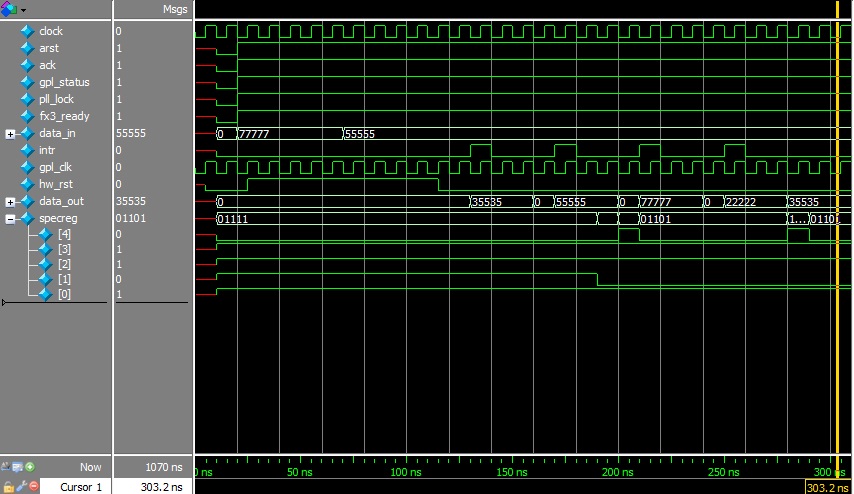 Msgs
clock 0
arst 1
ack 1
gpl_status 1
pll_lock 1
fx3_ready 1
data_in 55555 0 77777 55555
intr 0
gpl_clk 0
hw_rst 0
data_out 35535 0 35535 0 55555 0 77777 0 22222 35535
specreg 01101 01111 01101 1... 0110
[4] 0
[3] 1
[2] 1
[1] 0
[0] 1
Now 1070 ns ns 50 ns 100 ns 150 ns 200 ns 250 ns 300 ns
Cursor 1 303.2 ns 303.2 ns